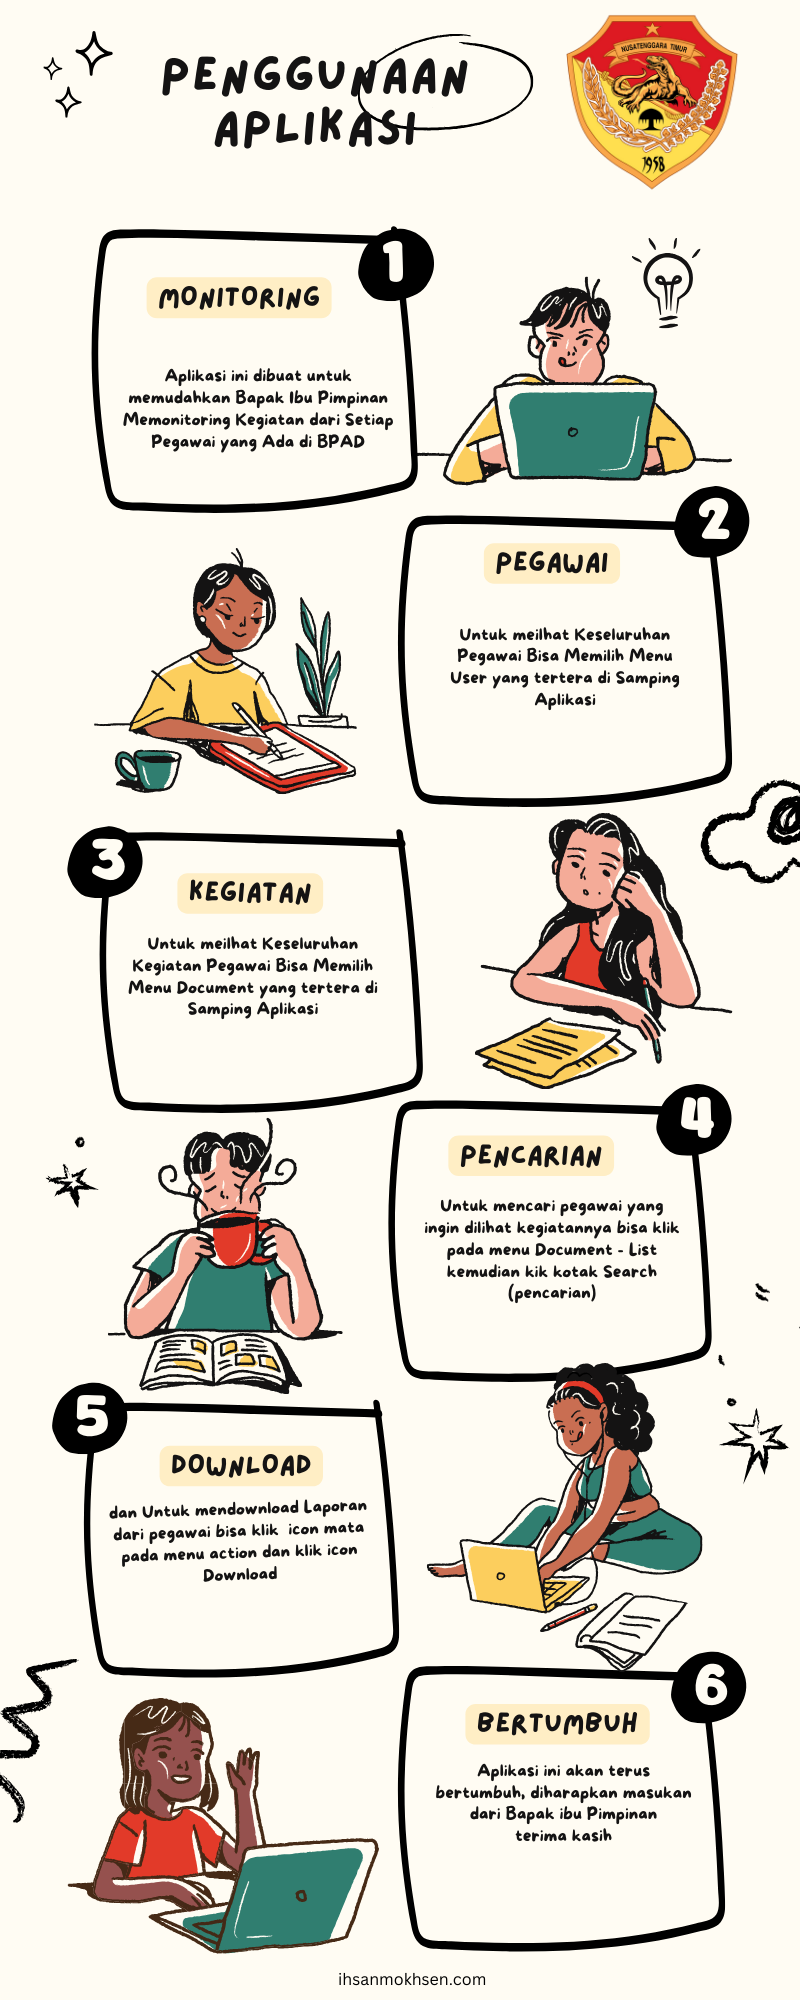 PENGGUNAAN
APLIKASI
NUSATENGGARA TIMUR
1958
1
MONITORING
Aplikasi ini dibuat untuk
memudahkan Bapak Ibu Pimpinan
Memonitoring Kegiatan dari Setiap
Pegawai yang Ada di BPAD
2
PEGAWAI
Untuk meilhat Keseluruhan
Pegawai Bisa Memilih Menu
User yang tertera di Samping
Aplikasi
3
KEGIATAN
Untuk meilhat Keseluruhan
Kegiatan Pegawai Bisa Memilih
Menu Document yang tertera di
Samping Aplikasi
4
PENCARIAN
Untuk mencari pegawai yang
ingin dilihat kegiatannya bisa klik
pada menu Document - List
kemudian kik kotak Search
(pencarian)
5
DOWNLOAD
dan Untuk mendownload Laporan
dari pegawai bisa klik  icon mata
pada menu action dan klik icon
Download
6
BERTUMBUH
Aplikasi ini akan terus
bertumbuh, diharapkan masukan
dari Bapak ibu Pimpinan
terima kasih
ihsanmokhsen.com